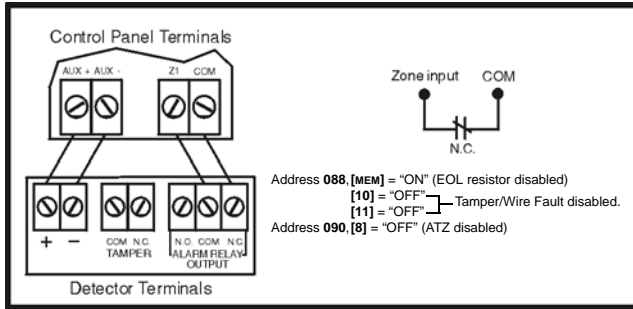 Control Panel Terminals
AUX + AUX - Z1 COM
Zone input COM
N.C.
Address 088, [MEM] = “ON” (EOL resistor disabled)
[10] = “OFF”
Tamper/Wire Fault disabled.
[11] = “OFF”
Address 090, [8] = “OFF” (ATZ disabled)
+ - COM N.C. N.O. COM N.C.
TAMPER ALARM RELAY
OUTPUT
Detector Terminals